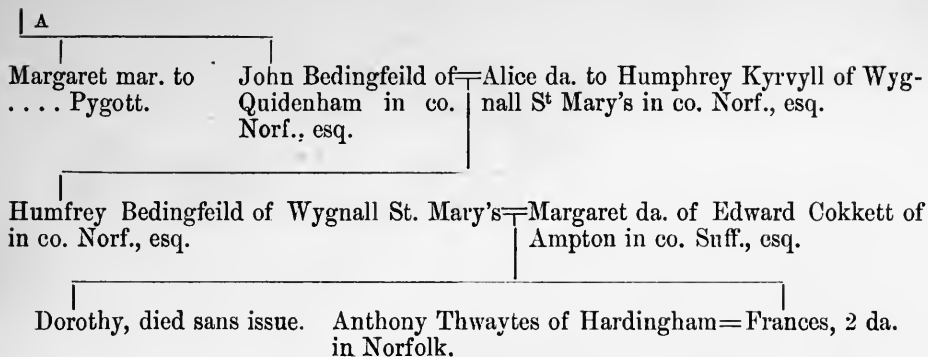 A
Margaret mar. to
. . . . Pygott.
John Bedingfeild of
Quidenham in co.
Norf., esq.
Alice da. to Humphrey Kyrvyll of Wyg-
nall St Mary's in co. Norf., esq.
Humfrey Bedingfeild of Wygnall St. Mary's
in co. Norf., esq.
Margaret da. of Edward Cokkett of
Ampton in co. Suff., esq.
Dorothy, died sans issue.
Anthony Thwaytes of Hardingham=Frances, 2 da.
in Norfolk.